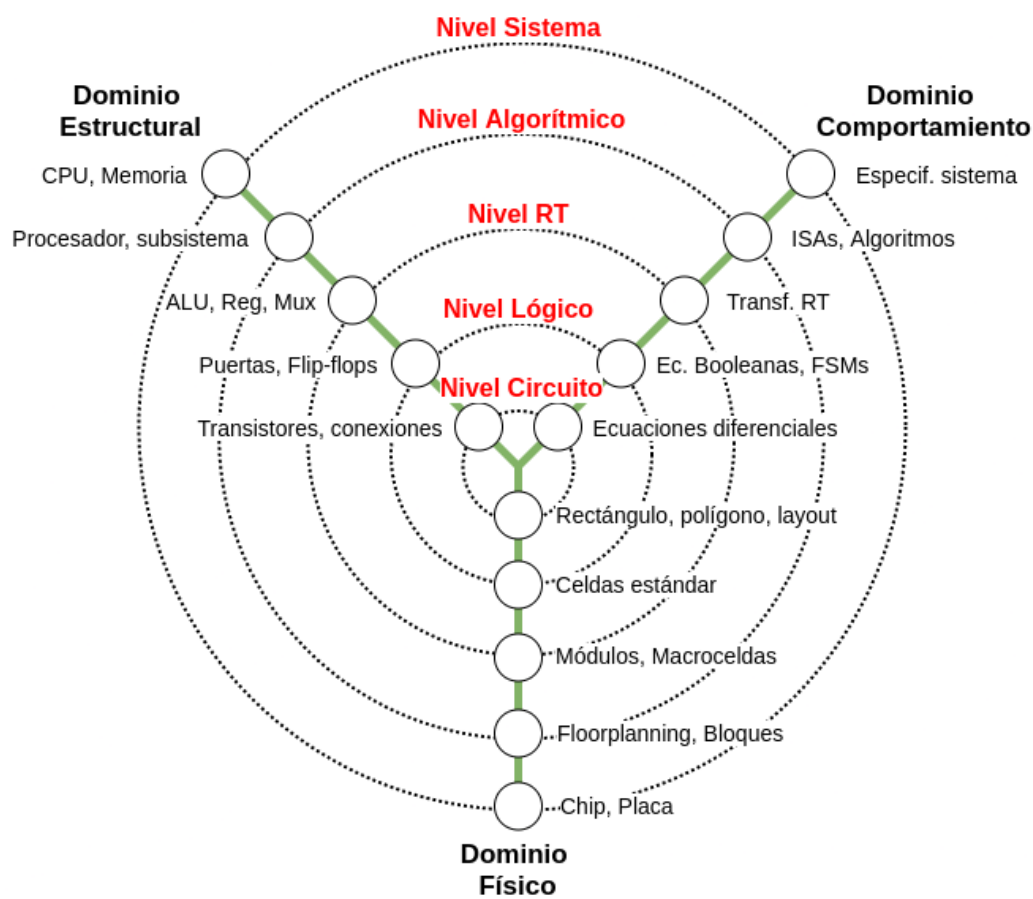 Nivel Sistema
Dominio
Estructural
Dominio
Comportamiento
Nivel Algorítmico
CPU, Memoria
Especif. sistema
Nivel RT
Procesador, subsistema
ISAs, Algoritmos
ALU, Reg, Mux
Transf. RT
Nivel Lógico
Puertas, Flip-flops
Ec. Booleanas, FSMs
Nivel Circuito
Transistores, conexiones
Ecuaciones diferenciales
Rectángulo, polígono, layout
Celdas estándar
Módulos, Macroceldas
Floorplanning, Bloques
Chip, Placa
Dominio
Físico